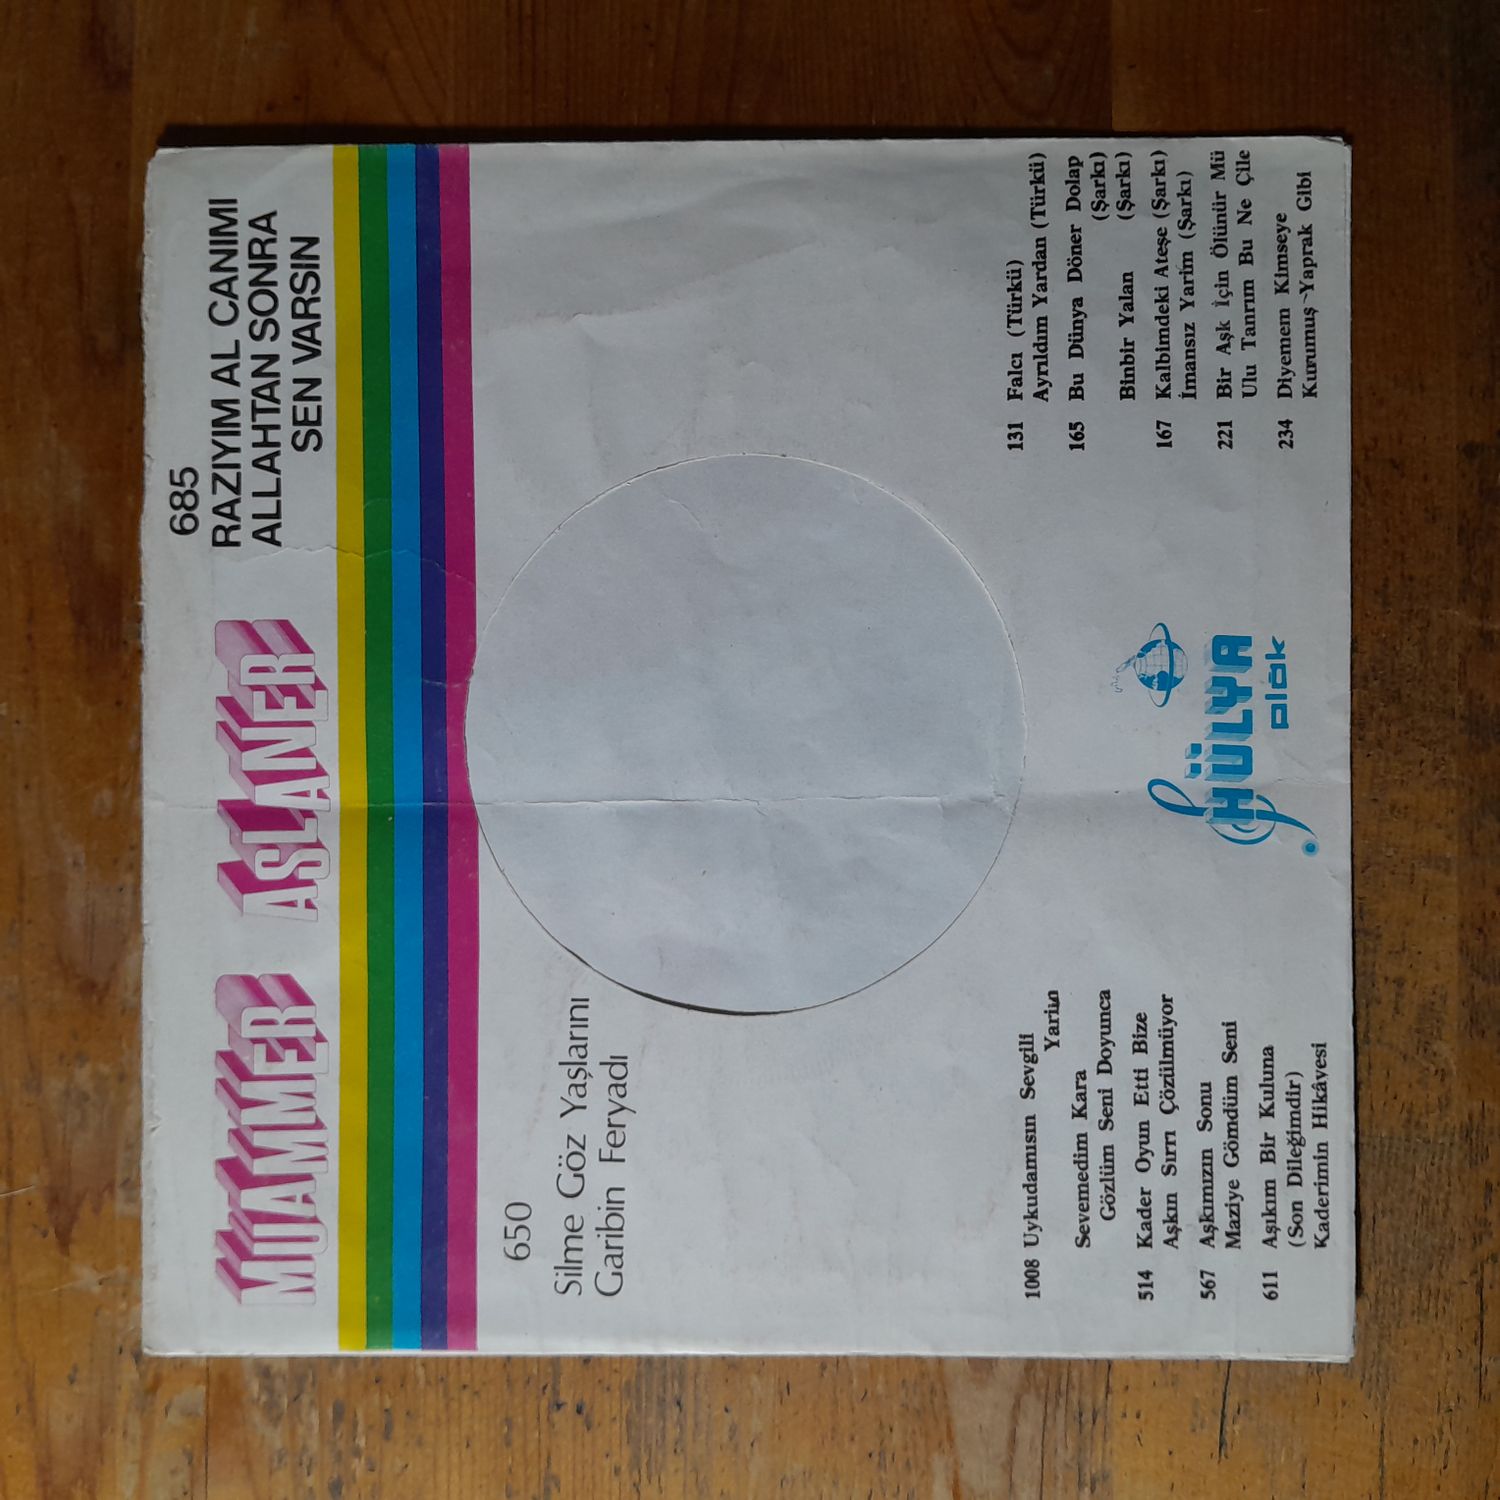 MUAMMER ASLANER
685
RAZIYIM AL CANIMI
ALLAHTAN SONRA
SEN VARSIN
650
Silme Göz Yaşlarını
Garibin Feryadı
1008 Uykudamısın Sevgili
Yarim
Sevemedim Kara
Gözlüm Seni Doyunca
514 Kader Oyun Etti Bize
Aşkın Sırrı Çözülmüyor
567 Aşkımızın Sonu
Maziye Gömdüm Seni
611 Aşıkım Bir Kuluna
(Son Dileğimdir)
Kaderimin Hikâyesi
HÜLYA
plâk
131 Falcı (Türkü)
Ayrıldım Yardan (Türkü)
165 Bu Dünya Döner Dolap
(Şarkı)
Binbir Yalan (Şarkı)
167 Kalbimdeki Ateşe (Şarkı)
İmansız Yarim (Şarkı)
221 Bir Aşk İçin Ölünür Mü
Ulu Tanrım Bu Ne Çile
234 Diyemem Kimseye
Kurumuş Yaprak Gibi